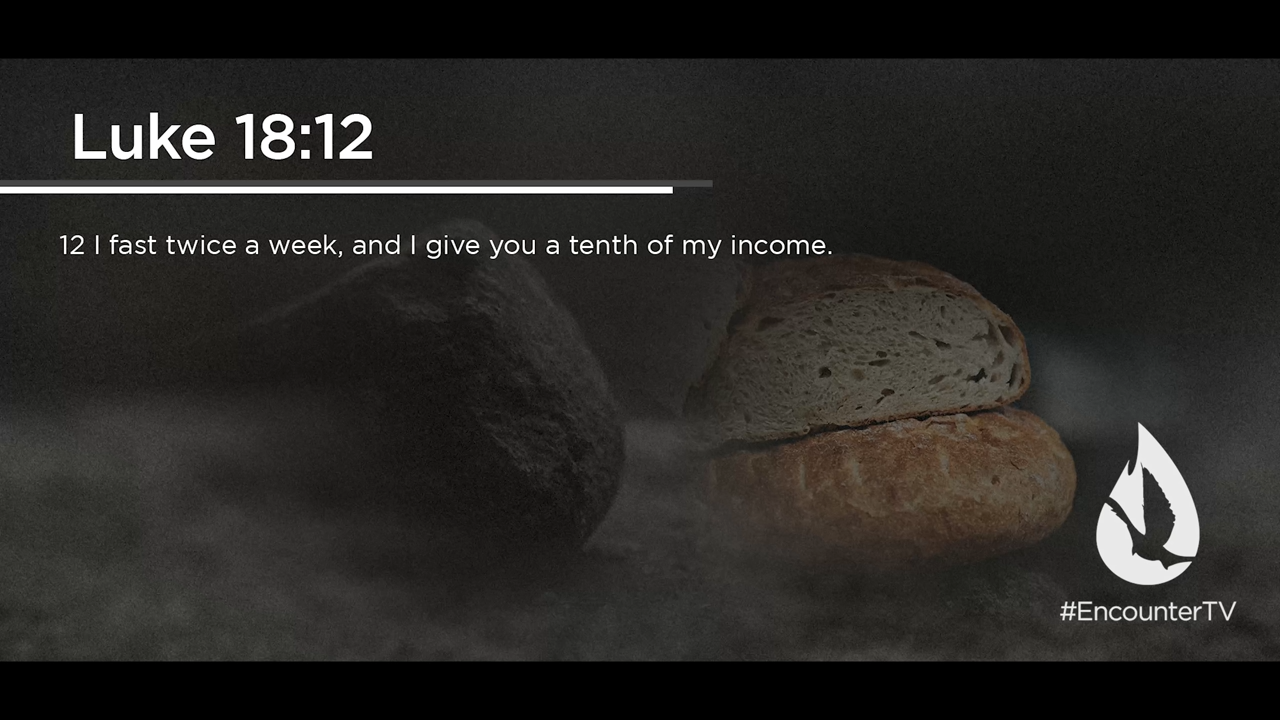 Luke 18:12
12 I fast twice a week, and I give you a tenth of my income.
#EncounterTV